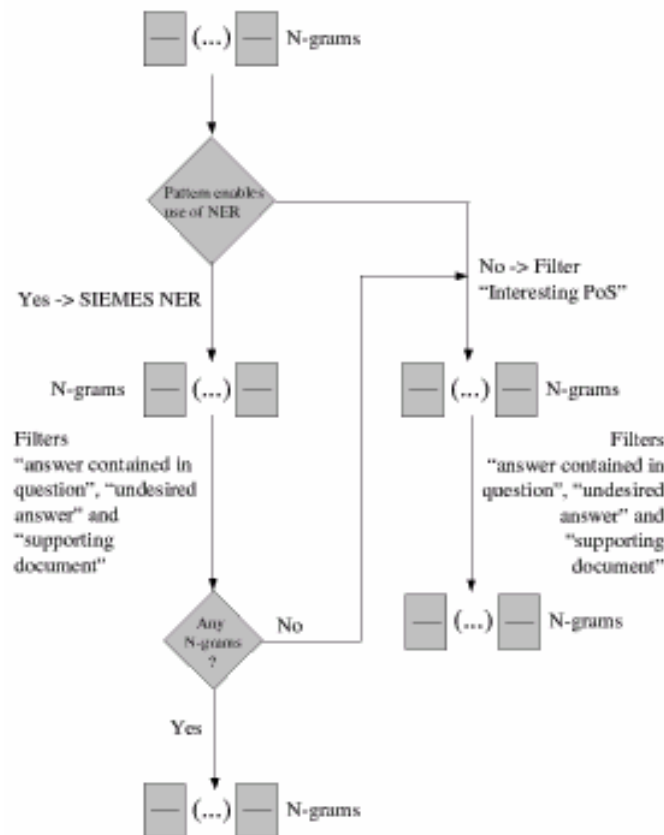 (...) N-grams
Pattern enables
use of NER
No -> Filter
“Interesting PoS”
Yes -> SIEMES NER
N-grams (...)
(...) N-grams
Filters
“answer contained in
question”, “undesired
answer” and
“supporting
document”
Filters
“answer contained in
question”, “undesired
answer” and
“supporting
document”
Any
N-grams
?
No
(...) N-grams
Yes
(...) N-grams